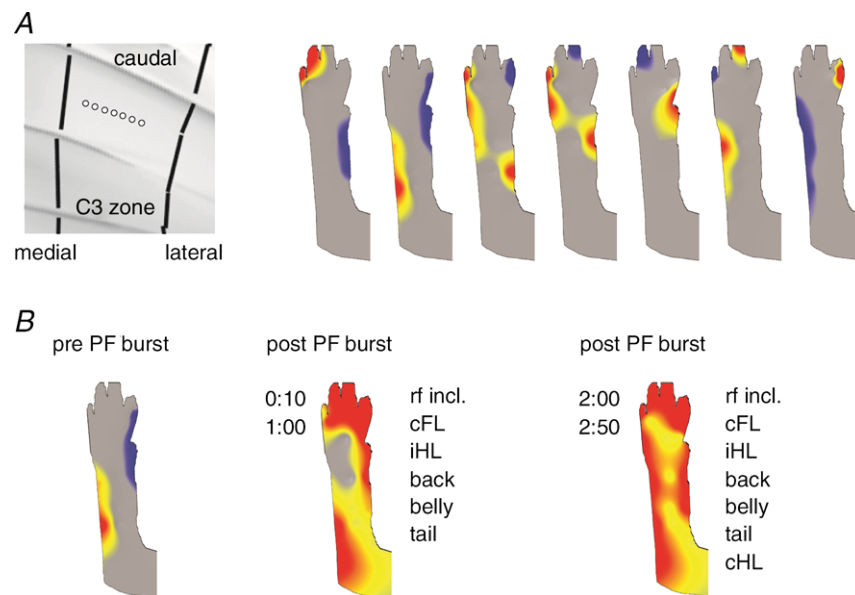 A
caudal
C3 zone
medial
lateral
B
pre PF burst
post PF burst
0:10
1:00
rf incl.
cFL
iHL
back
belly
tail
post PF burst
2:00
2:50
rf incl.
cFL
iHL
back
belly
tail
cHL